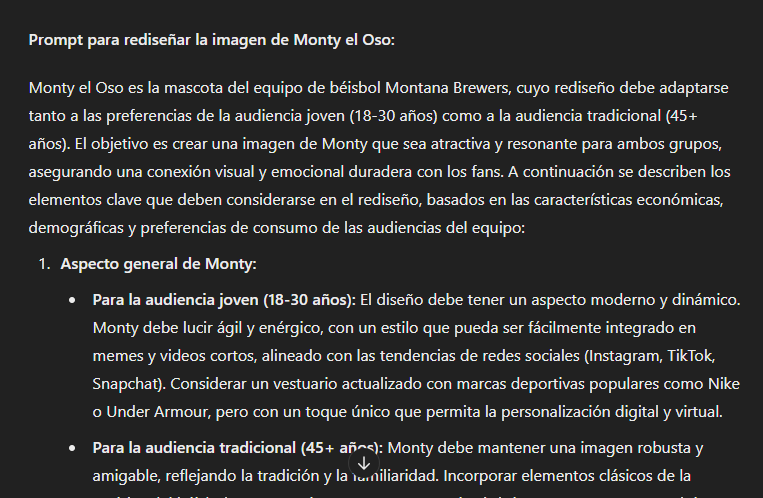 Prompt para rediseñar la imagen de Monty el Oso:
Monty el Oso es la mascota del equipo de béisbol Montana Brewers, cuyo rediseño debe adaptarse
tanto a las preferencias de la audiencia joven (18-30 años) como a la audiencia tradicional (45+
años). El objetivo es crear una imagen de Monty que sea atractiva y resonante para ambos grupos,
asegurando una conexión visual y emocional duradera con los fans. A continuación se describen los
elementos clave que deben considerarse en el rediseño, basados en las características económicas,
demográficas y preferencias de consumo de las audiencias del equipo:
1. Aspecto general de Monty:
• Para la audiencia joven (18-30 años): El diseño debe tener un aspecto moderno y dinámico.
Monty debe lucir ágil y enérgico, con un estilo que pueda ser fácilmente integrado en
memes y videos cortos, alineado con las tendencias de redes sociales (Instagram, TikTok,
Snapchat). Considerar un vestuario actualizado con marcas deportivas populares como Nike
o Under Armour, pero con un toque único que permita la personalización digital y virtual.
• Para la audiencia tradicional (45+ años): Monty debe mantener una imagen robusta y
amigable, reflejando la tradición y la familiaridad. Incorporar elementos clásicos de la